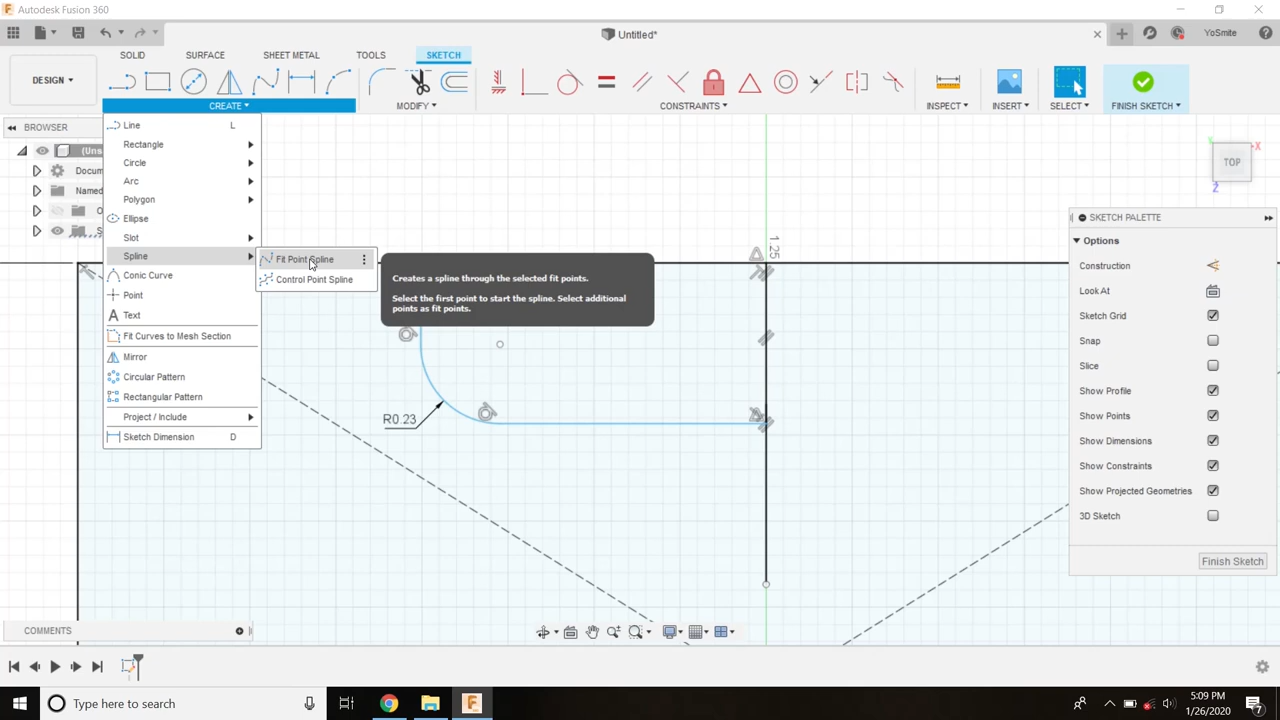 Autodesk Fusion 360
Untitled*
YoSmite
DESIGN
SOLID
SURFACE
SHEET METAL
TOOLS
SKETCH
CREATE
MODIFY
CONSTRAINTS
INSPECT
INSERT
SELECT
FINISH SKETCH
BROWSER
(Uns
Docum
Named
O
S
Line L
Rectangle
Circle
Arc
Polygon
Ellipse
Slot
Spline
Conic Curve
Point
Text
Fit Curves to Mesh Section
Mirror
Circular Pattern
Rectangular Pattern
Project / Include
Sketch Dimension D
Fit Point Spline
Control Point Spline
Creates a spline through the selected fit points.
Select the first point to start the spline. Select additional
points as fit points.
1.25
R0.23
TOP
X
Y
Z
SKETCH PALETTE
Options
Construction
Look At
Sketch Grid
Snap
Slice
Show Profile
Show Points
Show Dimensions
Show Constraints
Show Projected Geometries
3D Sketch
Finish Sketch
COMMENTS
Type here to search
5:09 PM
1/26/2020
7